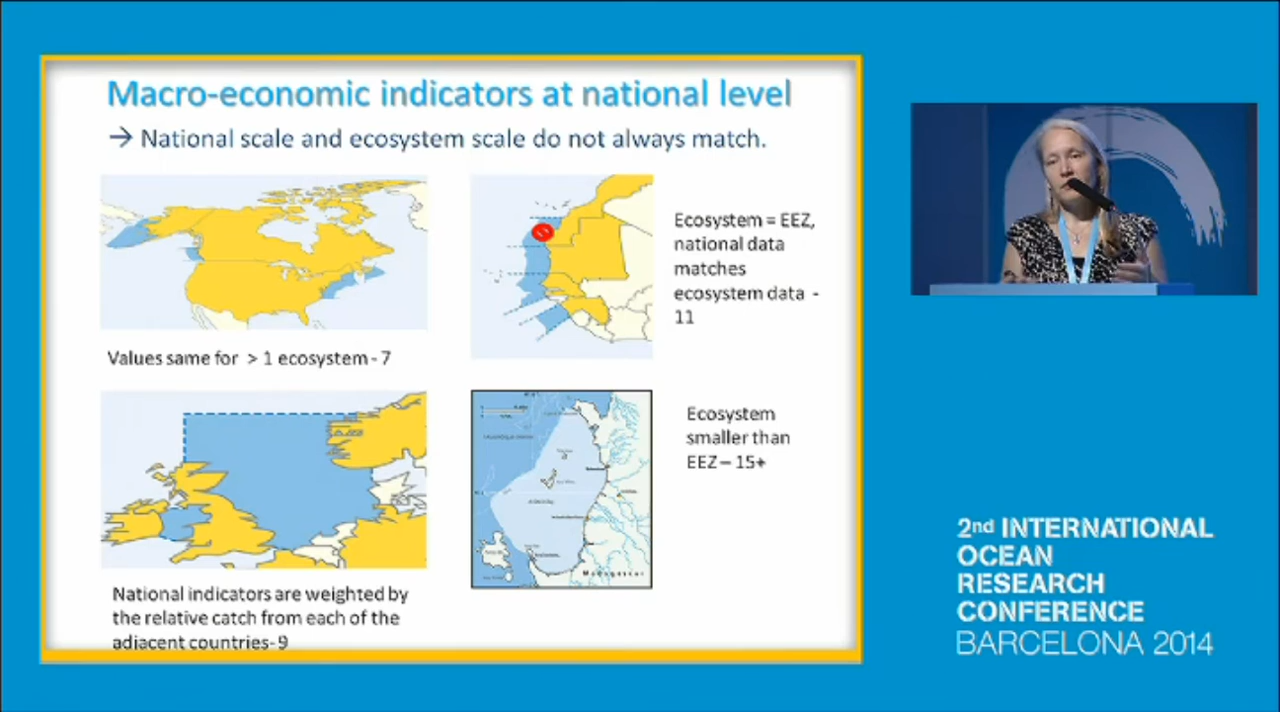 Macro-economic indicators at national level
→ National scale and ecosystem scale do not always match.
Values same for > 1 ecosystem - 7
Ecosystem = EEZ,
national data
matches
ecosystem data -
11
National indicators are weighted by
the relative catch from each of the
adjacent countries- 9
Ecosystem
smaller than
EEZ – 15+
Madagascar
2nd INTERNATIONAL
OCEAN
RESEARCH
CONFERENCE
BARCELONA 2014